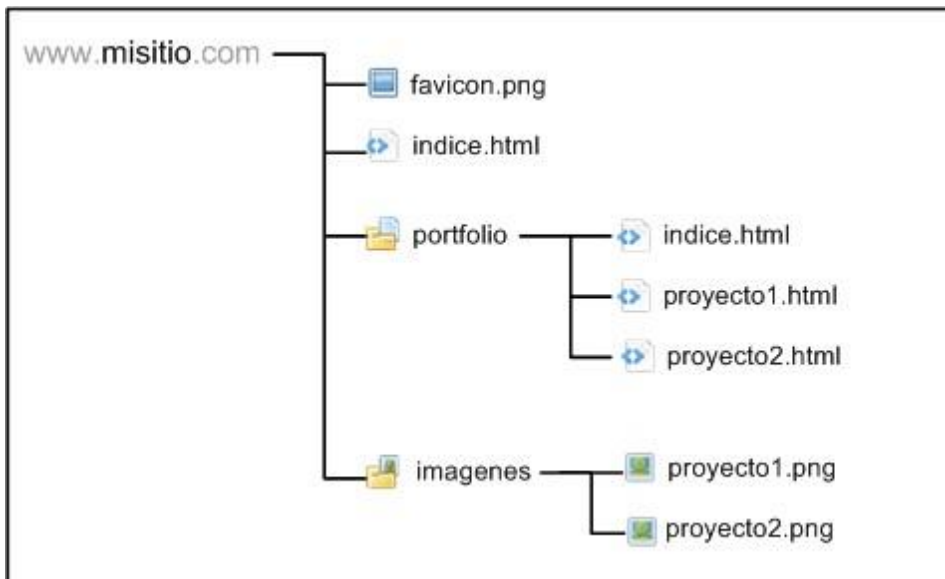 www.misitio.com
favicon.png
indice.html
portfolio
indice.html
proyecto1.html
proyecto2.html
imagenes
proyecto1.png
proyecto2.png